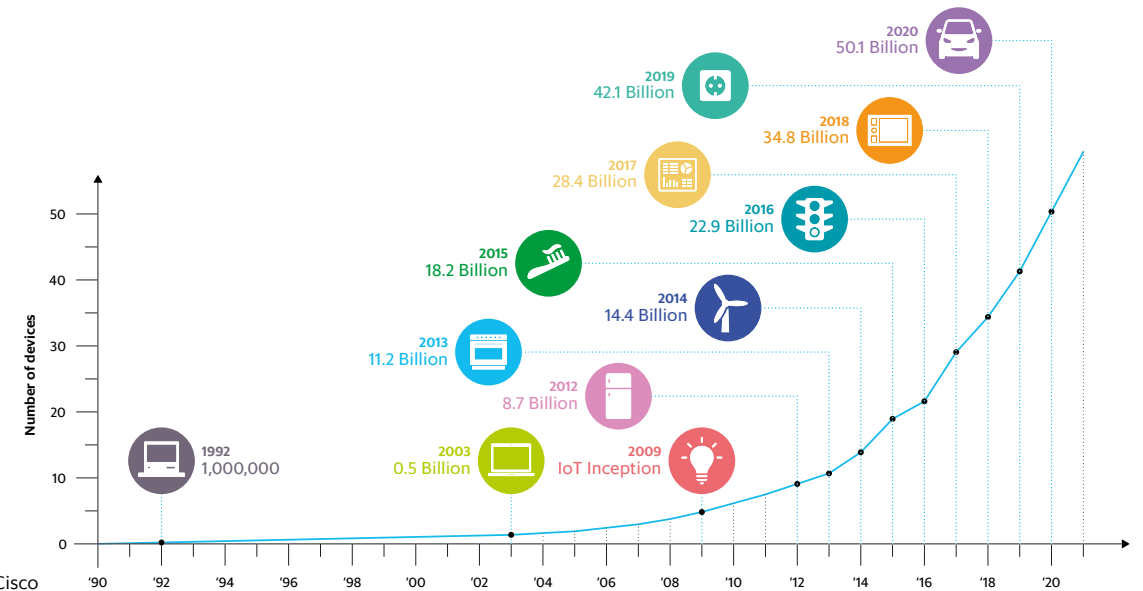 2020
50.1 Billion
2019
42.1 Billion
2018
34.8 Billion
2017
28.4 Billion
2016
22.9 Billion
2015
18.2 Billion
2014
14.4 Billion
2013
11.2 Billion
2012
8.7 Billion
1992
1,000,000
2003
0.5 Billion
2009
IoT Inception
Number of devices
50
40
30
20
10
0
'90 '92 '94 '96 '98 '00 '02 '04 '06 '08 '10 '12 '14 '16 '18 '20
Cisco